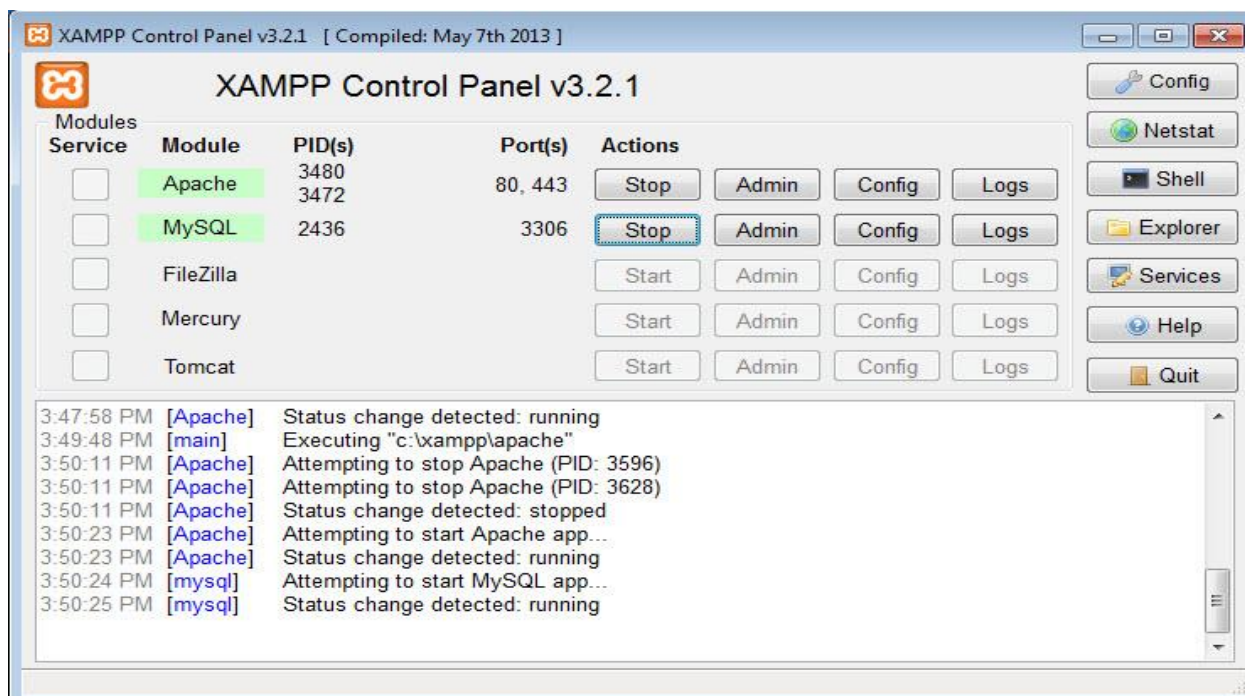 XAMPP Control Panel v3.2.1 [ Compiled: May 7th 2013 ]
XAMPP Control Panel v3.2.1
Config
Modules
Netstat
Service Module PID(s) Port(s) Actions
Apache 3480 3472 80, 443 Stop Admin Config Logs
Shell
MySQL 2436 3306 Stop Admin Config Logs
Explorer
FileZilla Start Admin Config Logs
Services
Mercury Start Admin Config Logs
Help
Tomcat Start Admin Config Logs
Quit
3:47:58 PM [Apache] Status change detected: running
3:49:48 PM [main] Executing "c:\xampp\apache"
3:50:11 PM [Apache] Attempting to stop Apache (PID: 3596)
3:50:11 PM [Apache] Attempting to stop Apache (PID: 3628)
3:50:11 PM [Apache] Status change detected: stopped
3:50:23 PM [Apache] Attempting to start Apache app...
3:50:23 PM [Apache] Status change detected: running
3:50:24 PM [mysql] Attempting to start MySQL app...
3:50:25 PM [mysql] Status change detected: running